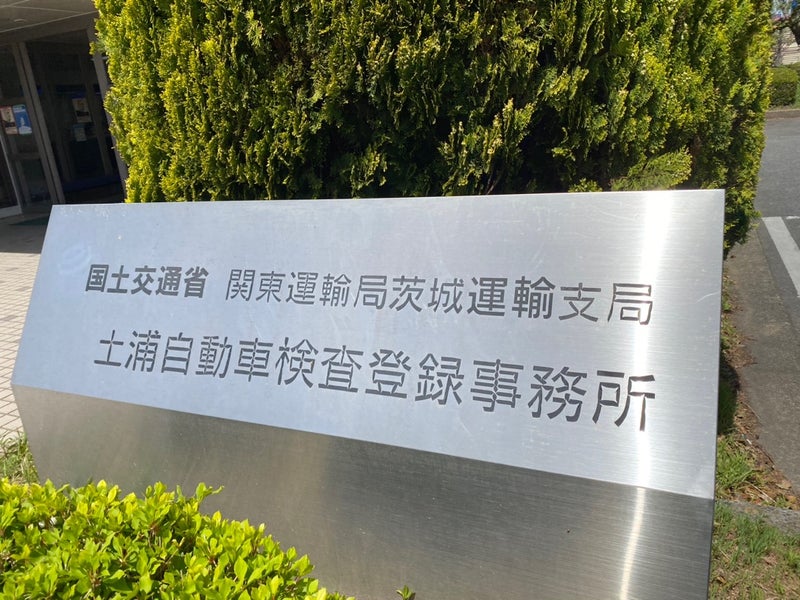 国土交通省 関東運輸局茨城運輸支局
土浦自動車検査登録事務所